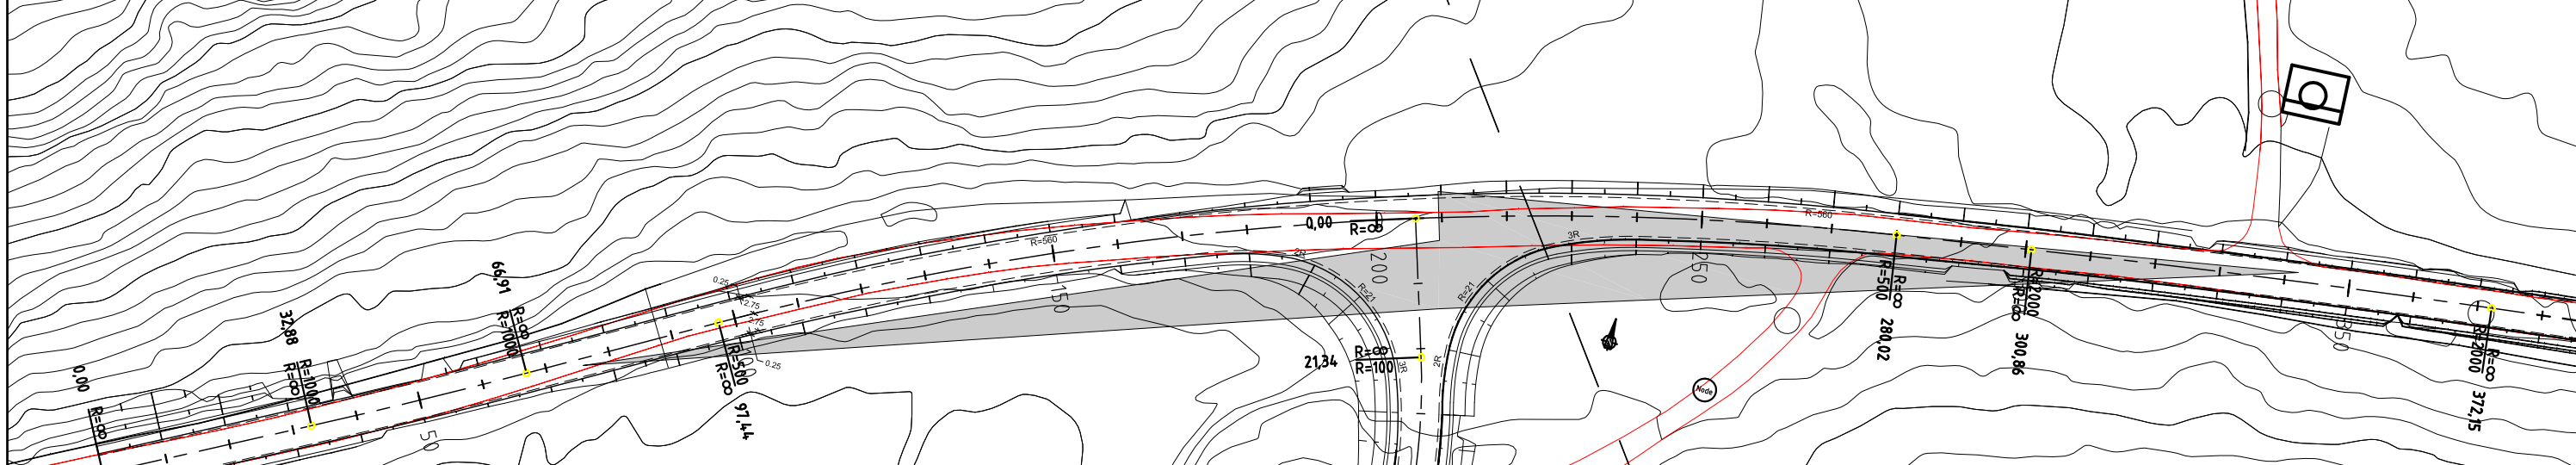 0,00
R=∞
32,88
R=∞
R=1000
50
66,91
R=∞
R=1000
0.25
2.75
2.75
0.25
R=500
R=∞
97,44
R=560
150
0,00
R=∞
200
2R
R=21
21,34
R=∞
R=100
3R
2R
R=21
3R
250
R=560
Node
R=500
R=∞
280,02
R=2000
R=∞
300,86
350
R=2000
R=∞
372,15